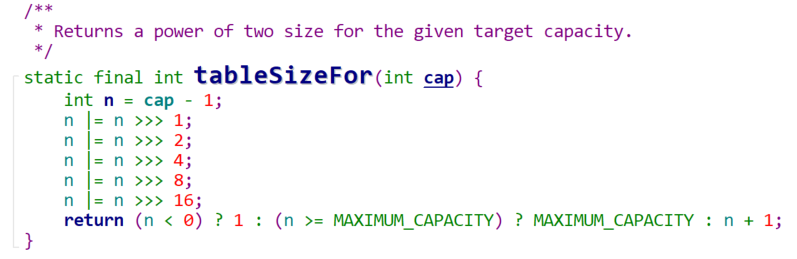 /**
 * Returns a power of two size for the given target capacity.
 */
static final int tableSizeFor(int cap) {
    int n = cap - 1;
    n |= n >>> 1;
    n |= n >>> 2;
    n |= n >>> 4;
    n |= n >>> 8;
    n |= n >>> 16;
    return (n < 0) ? 1 : (n >= MAXIMUM_CAPACITY) ? MAXIMUM_CAPACITY : n + 1;
}